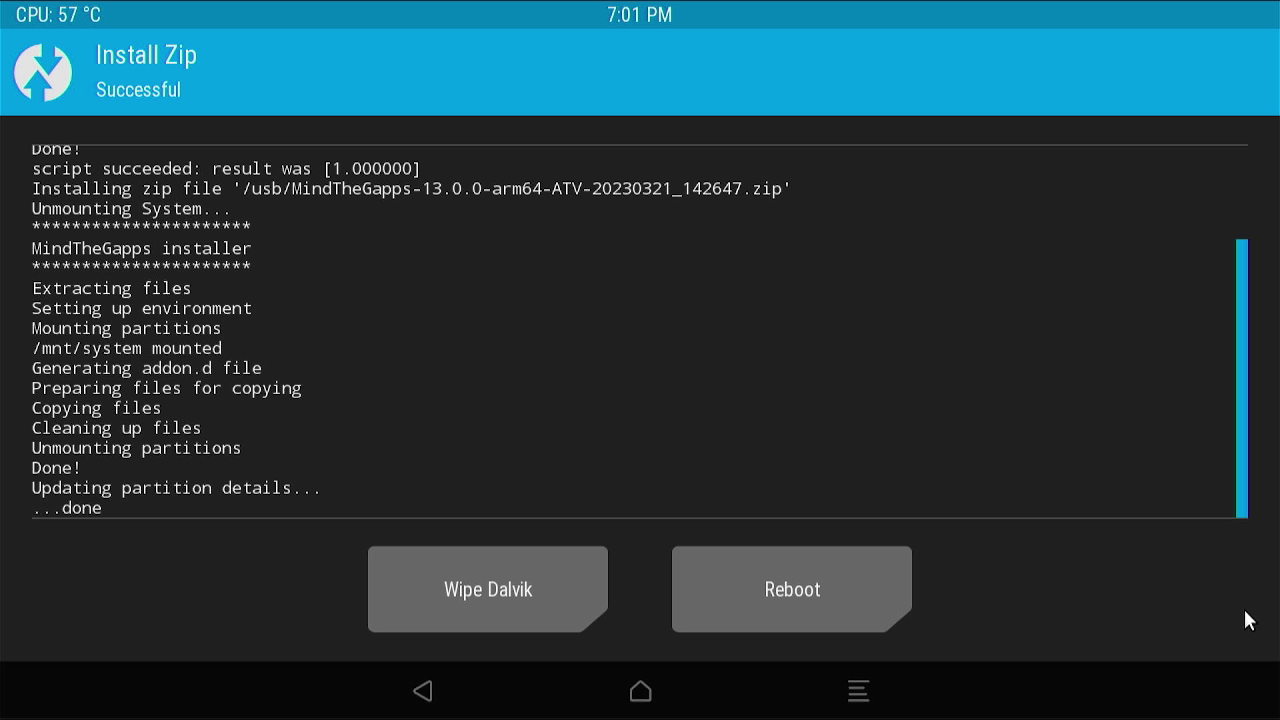 CPU: 57 °C
7:01 PM
Install Zip
Successful
Done!
script succeeded: result was [1.000000]
Installing zip file '/usb/MindTheGapps-13.0.0-arm64-ATV-20230321_142647.zip'
Unmounting System...
**********************
MindTheGapps installer
**********************
Extracting files
Setting up environment
Mounting partitions
/mnt/system mounted
Generating addon.d file
Preparing files for copying
Copying files
Cleaning up files
Unmounting partitions
Done!
Updating partition details...
...done
Wipe Dalvik
Reboot